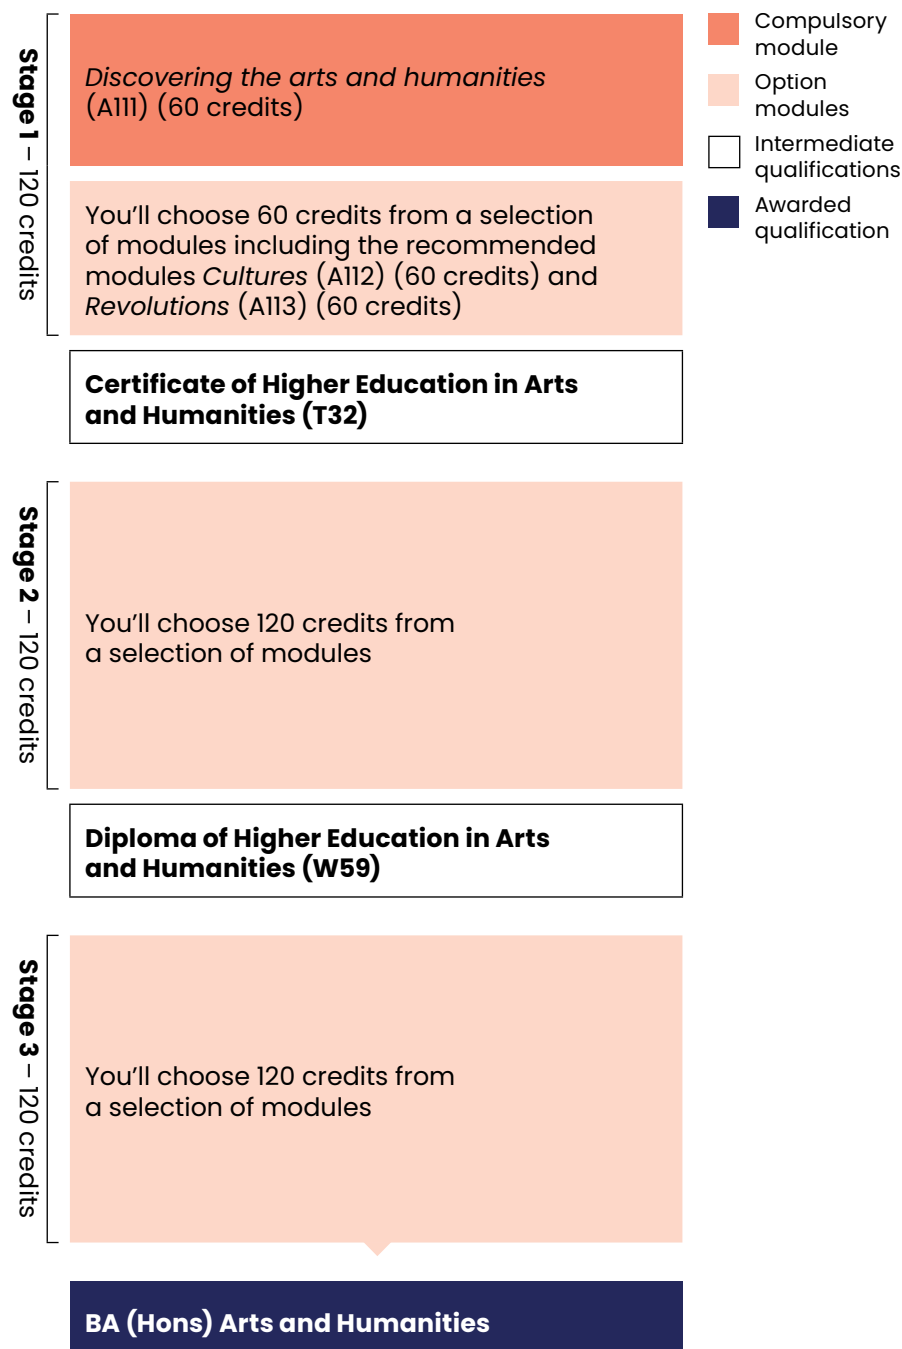 Stage 1 – 120 credits
Discovering the arts and humanities
(A111) (60 credits)
You’ll choose 60 credits from a selection
of modules including the recommended
modules Cultures (A112) (60 credits) and
Revolutions (A113) (60 credits)
Certificate of Higher Education in Arts
and Humanities (T32)
Stage 2 – 120 credits
You’ll choose 120 credits from
a selection of modules
Diploma of Higher Education in Arts
and Humanities (W59)
Stage 3 – 120 credits
You’ll choose 120 credits from
a selection of modules
BA (Hons) Arts and Humanities
Compulsory
module
Option
modules
Intermediate
qualifications
Awarded
qualification